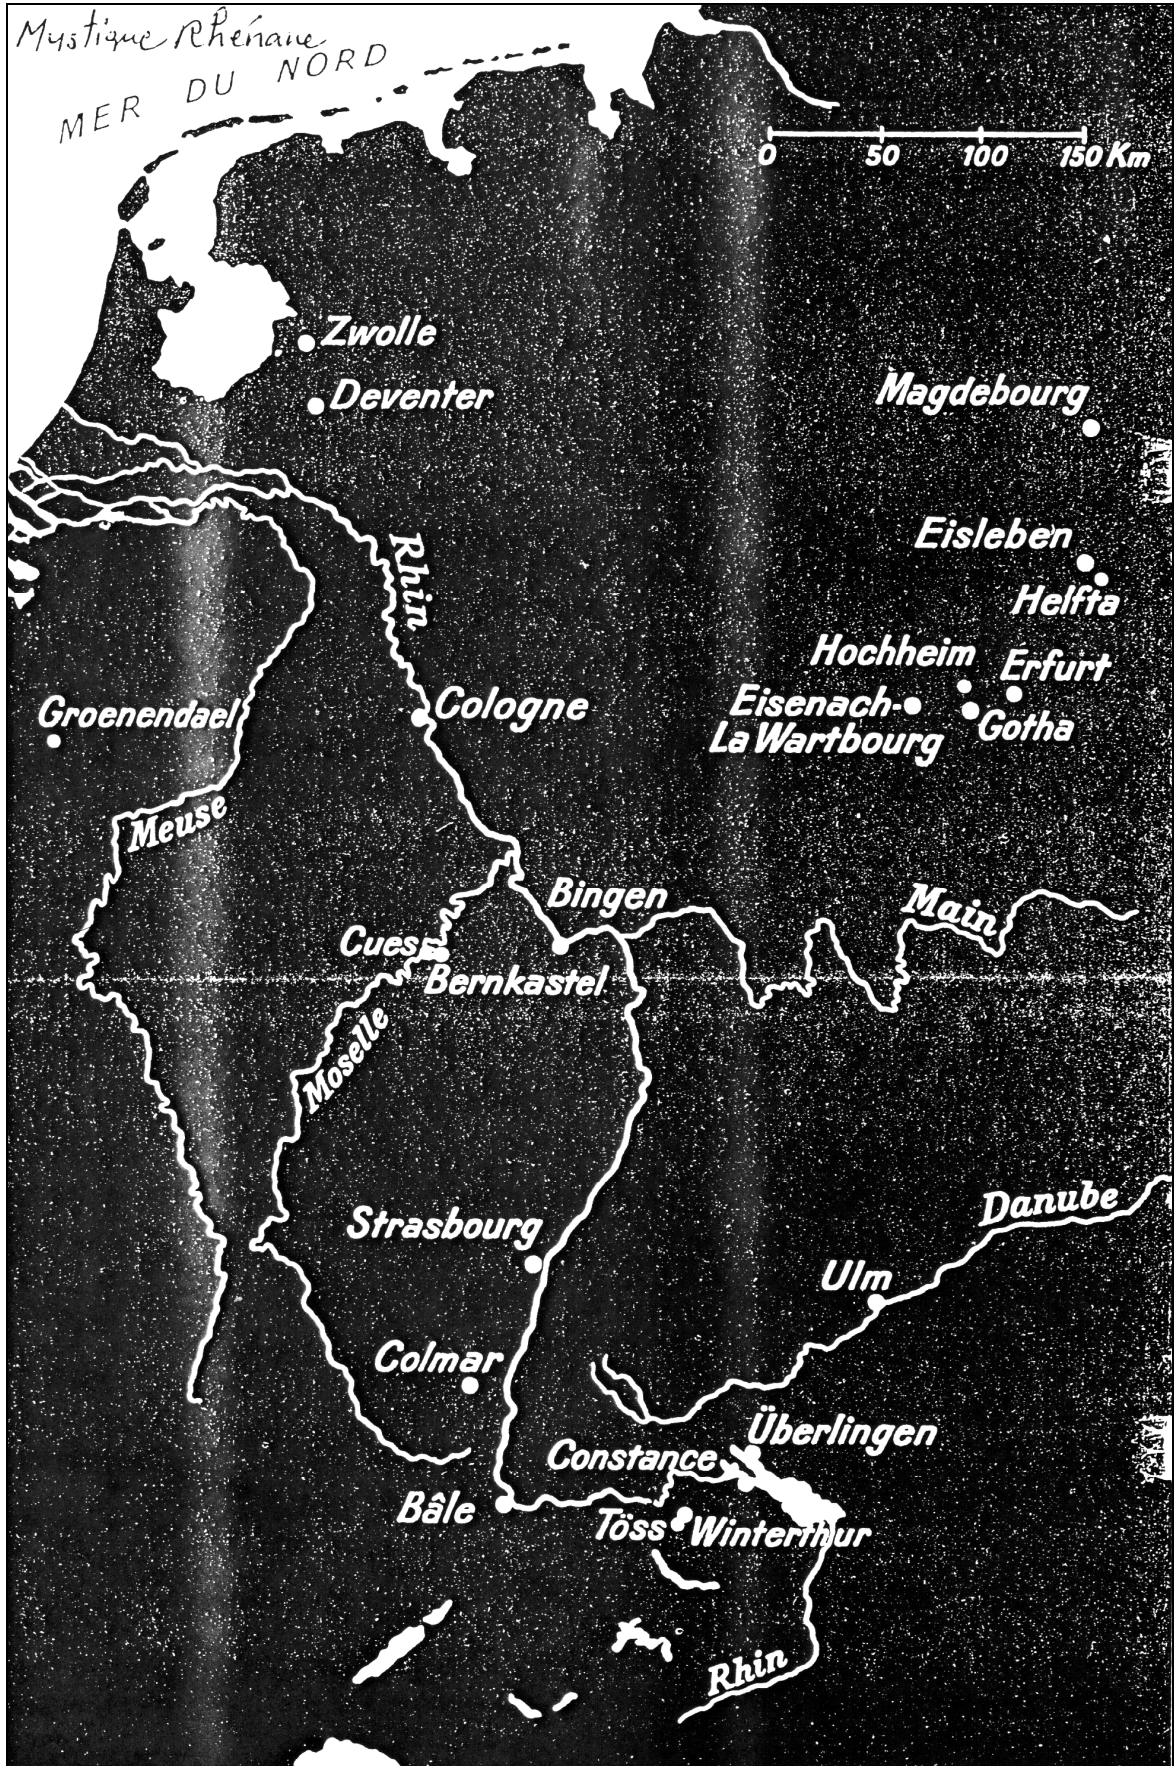 Mystique Rhénane
MER DU NORD
0 50 100 150 Km
Zwolle
Deventer
Magdebourg
Rhin
Eisleben
Helfta
Hochheim
Erfurt
Eisenach-
La Wartbourg
Gotha
Groenendael
Cologne
Meuse
Bingen
Main
Cues
Bernkastel
Moselle
Strasbourg
Danube
Ulm
Colmar
Überlingen
Constance
Bâle
Töss
Winterthur
Rhin